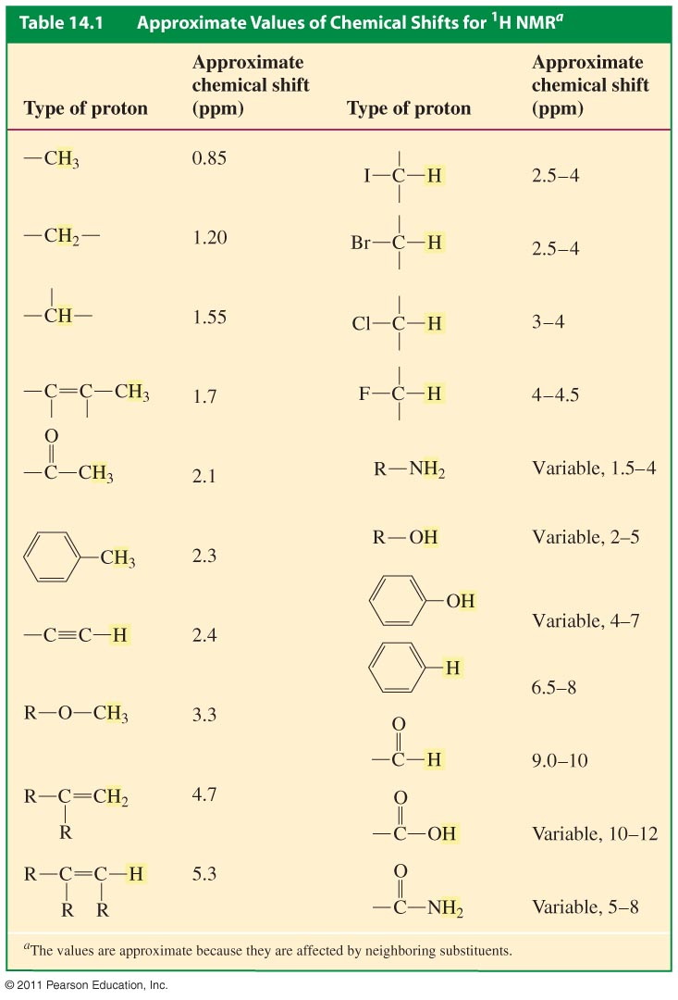 Table 14.1 Approximate Values of Chemical Shifts for ¹H NMRᵃ
Approximate chemical shift (ppm)
Type of proton
Approximate chemical shift (ppm)
Type of proton
—CH₃ 0.85
—CH₂— 1.20
—CH— 1.55
—C=C—CH₃ 1.7
O
—C—CH₃ 2.1
—CH₃ 2.3
—C≡C—H 2.4
R—O—CH₃ 3.3
R—C=CH₂ 4.7
R
R—C=C—H 5.3
R R
I—C—H 2.5–4
Br—C—H 2.5–4
Cl—C—H 3–4
F—C—H 4–4.5
R—NH₂ Variable, 1.5–4
R—OH Variable, 2–5
—OH Variable, 4–7
—H 6.5–8
O
—C—H 9.0–10
O
—C—OH Variable, 10–12
O
—C—NH₂ Variable, 5–8
ᵃThe values are approximate because they are affected by neighboring substituents.
© 2011 Pearson Education, Inc.